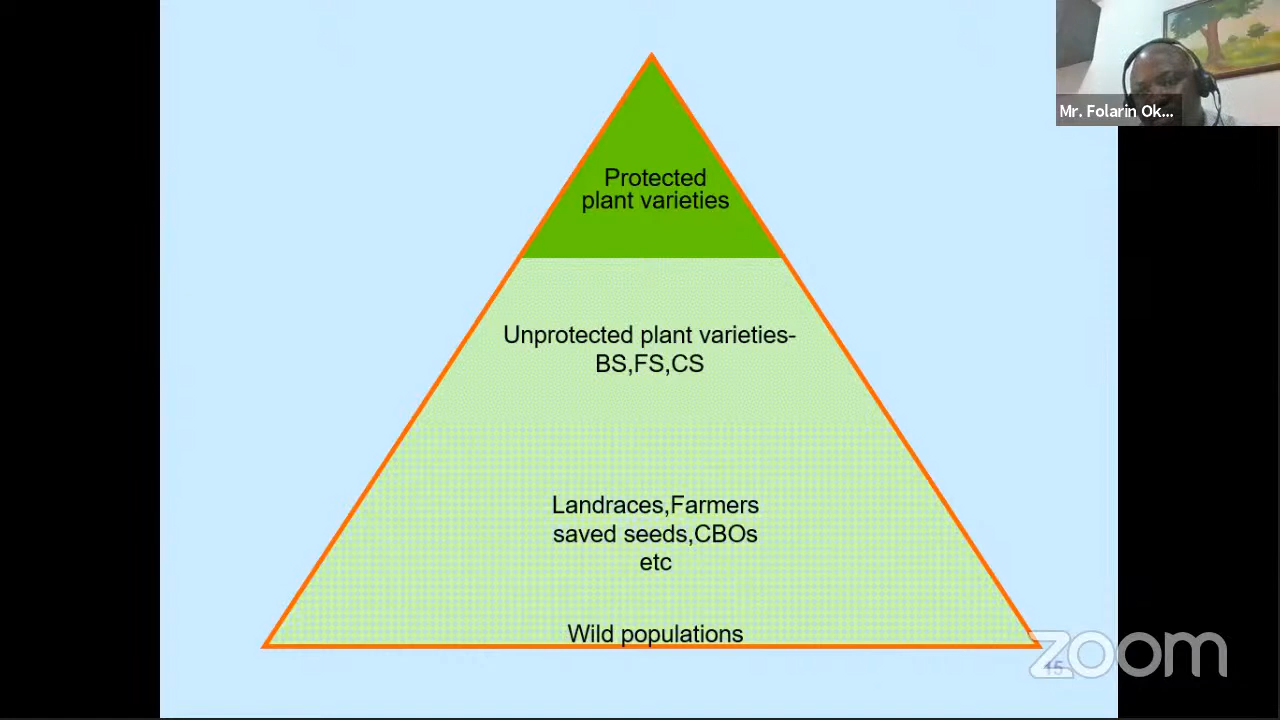 Mr. Folarin Ok...
Protected
plant varieties
Unprotected plant varieties-
BS,FS,CS
Landraces,Farmers
saved seeds,CBOs
etc
Wild populations
zoom
15